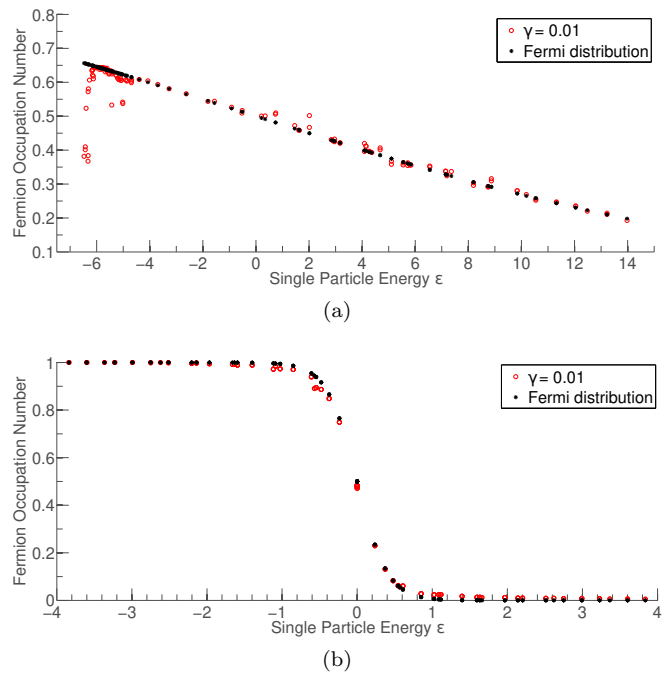 0.8
0.7
0.6
0.5
0.4
0.3
0.2
0.1
Fermion Occupation Number
γ = 0.01
Fermi distribution
−6 −4 −2 0 2 4 6 8 10 12 14
Single Particle Energy ε
(a)
1
0.8
0.6
0.4
0.2
0
Fermion Occupation Number
γ = 0.01
Fermi distribution
−4 −3 −2 −1 0 1 2 3 4
Single Particle Energy ε
(b)